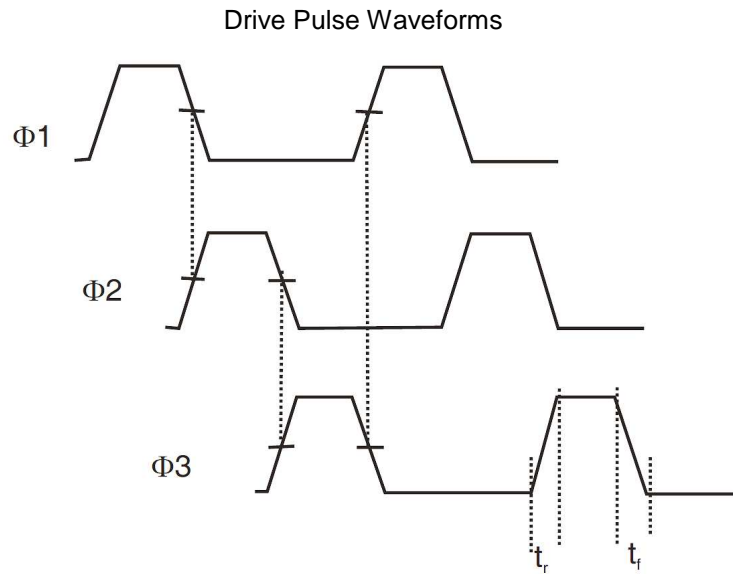 Drive Pulse Waveforms
Φ1
Φ2
Φ3
tr tf